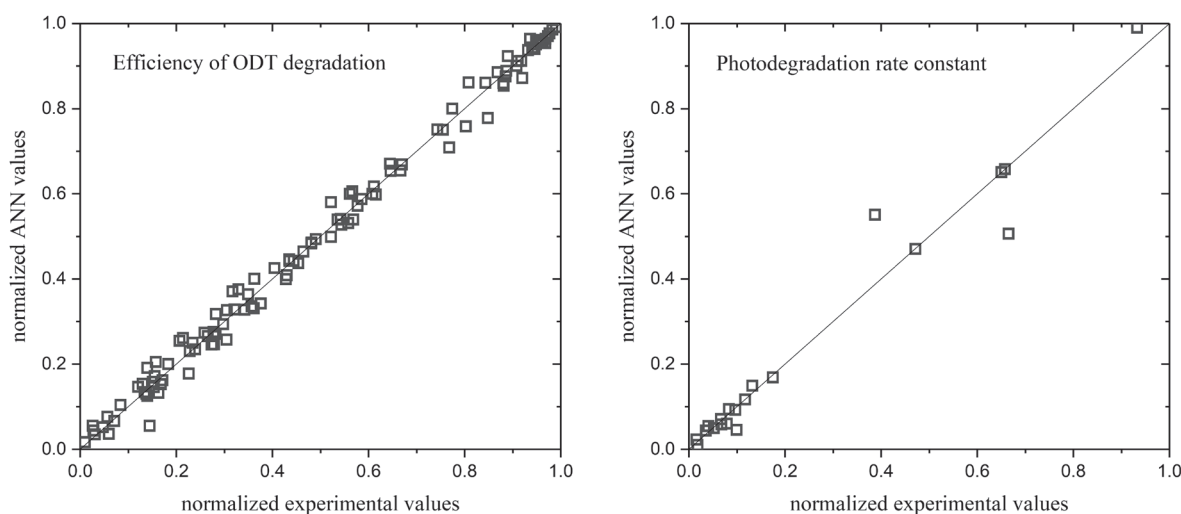 Efficiency of ODT degradation
normalized ANN values
1.0
0.8
0.6
0.4
0.2
0.0
0.0 0.2 0.4 0.6 0.8 1.0
normalized experimental values
Photodegradation rate constant
normalized ANN values
1.0
0.8
0.6
0.4
0.2
0.0
0.0 0.2 0.4 0.6 0.8 1.0
normalized experimental values